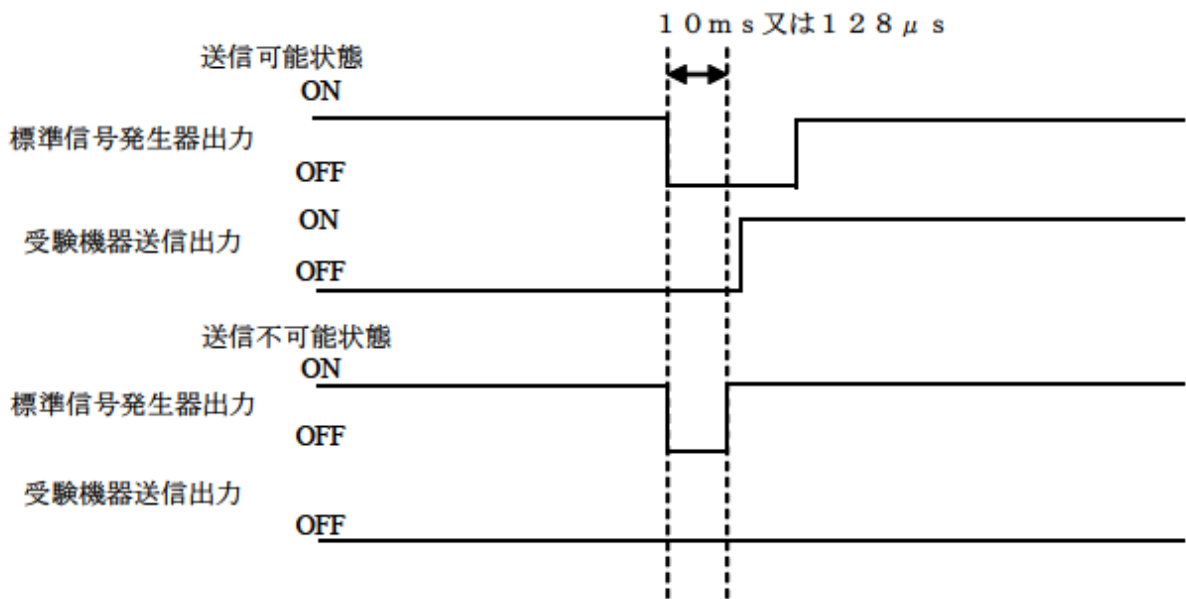 １０ｍｓ又は１２８μｓ
送信可能状態
ON
標準信号発生器出力
OFF
ON
受験機器送信出力
OFF
送信不可能状態
ON
標準信号発生器出力
OFF
受験機器送信出力
OFF